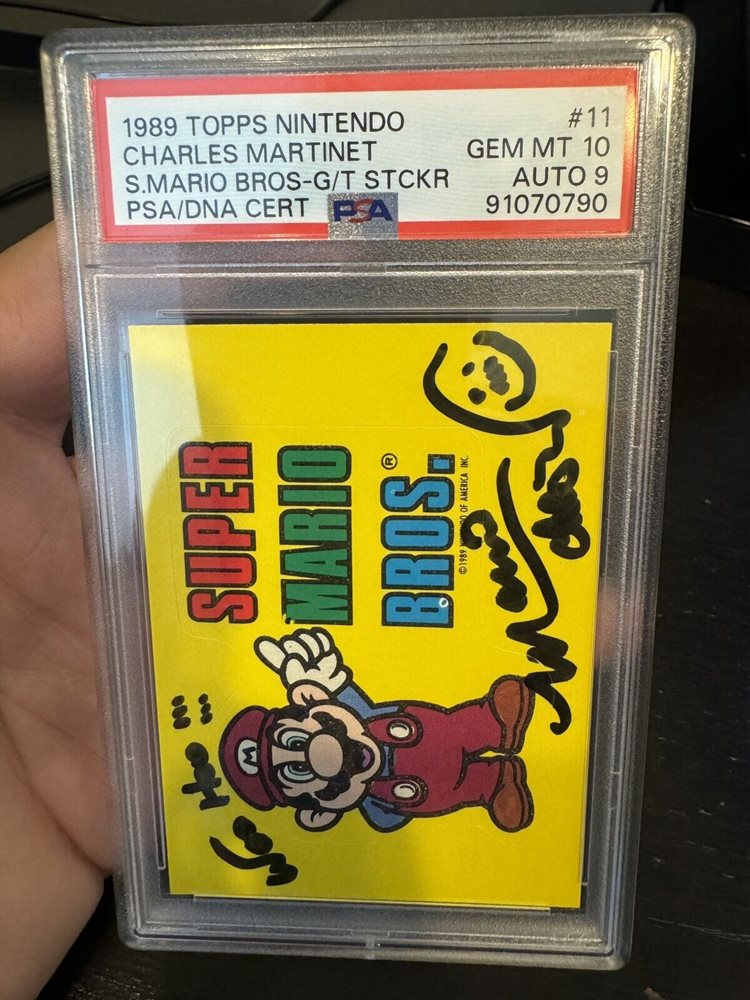 1989 TOPPS NINTENDO #11
CHARLES MARTINET GEM MT 10
S.MARIO BROS-G/T STCKR AUTO 9
PSA/DNA CERT PSA 91070790
SUPER
MARIO
BROS.®
©1989 OF AMERICA INC.
M